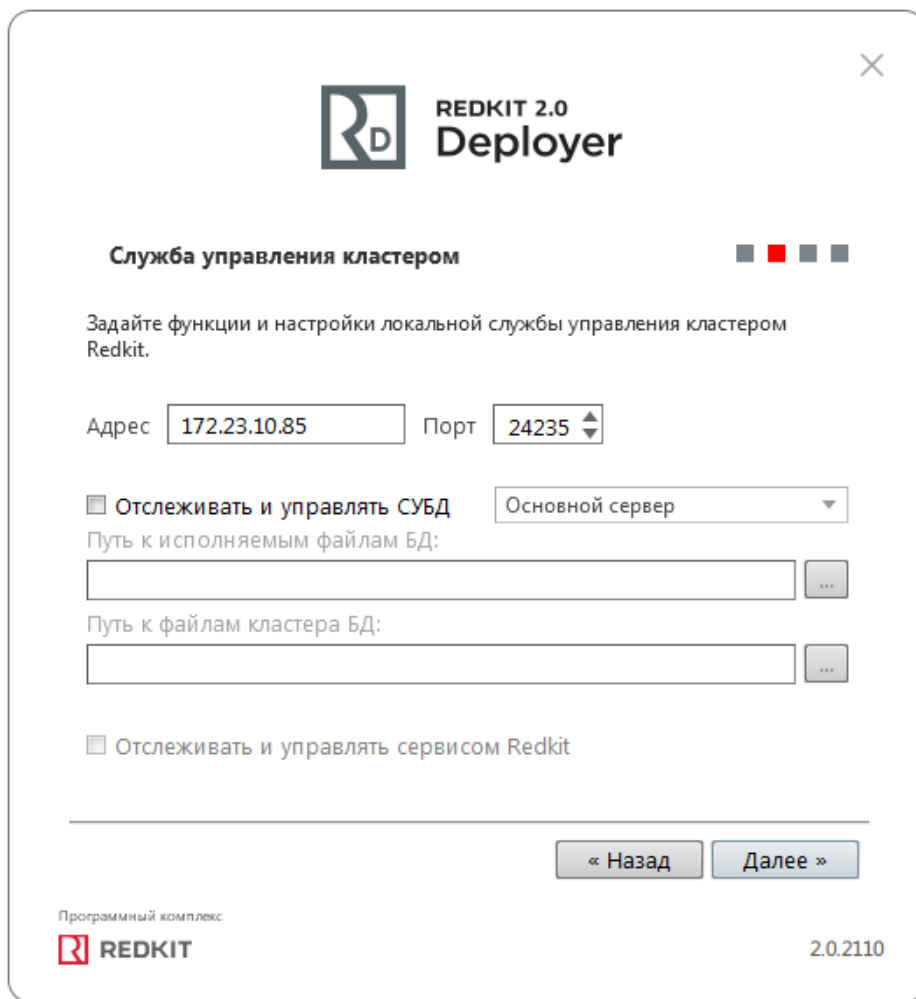 REDKIT 2.0
Deployer
Служба управления кластером
Задайте функции и настройки локальной службы управления кластером
Redkit.
Адрес 172.23.10.85 Порт 24235
Отслеживать и управлять СУБД Основной сервер
Путь к исполняемым файлам БД:
...
Путь к файлам кластера БД:
...
Отслеживать и управлять сервисом Redkit
« Назад Далее »
Программный комплекс
REDKIT 2.0.2110